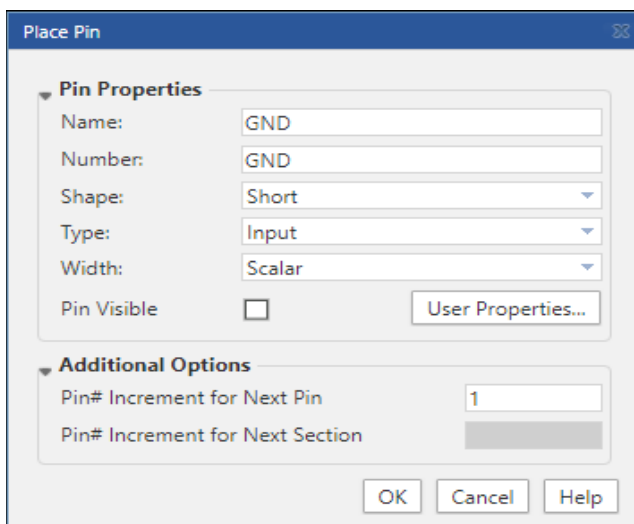 Place Pin
Pin Properties
Name: GND
Number: GND
Shape: Short
Type: Input
Width: Scalar
Pin Visible User Properties...
Additional Options
Pin# Increment for Next Pin 1
Pin# Increment for Next Section
OK Cancel Help